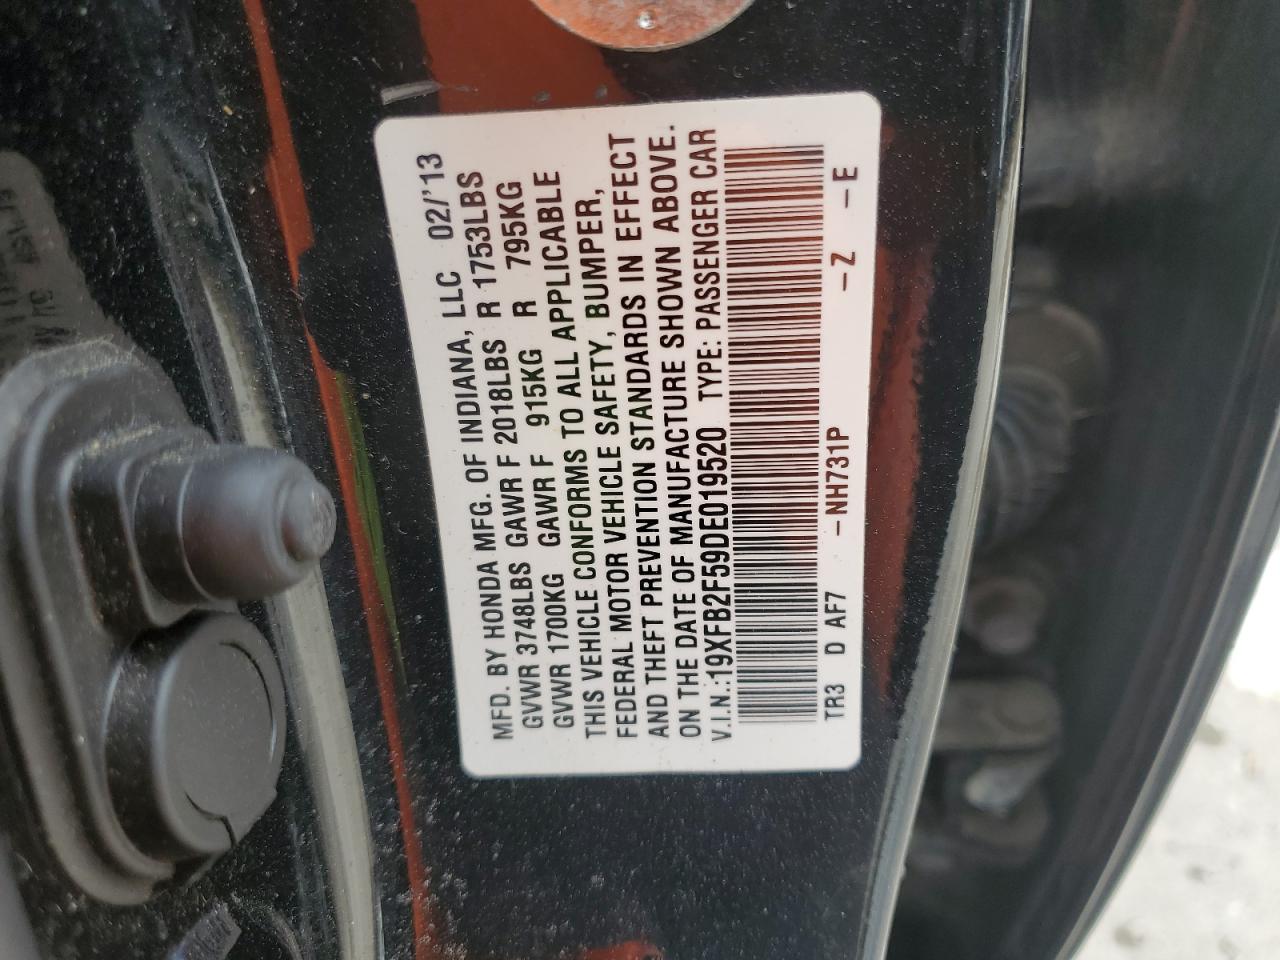 MFD. BY HONDA MFG. OF INDIANA, LLC 02/'13
GVWR 3748LBS GAWR F 2018LBS R 1753LBS
GVWR 1700KG GAWR F 915KG R 795KG
THIS VEHICLE CONFORMS TO ALL APPLICABLE
FEDERAL MOTOR VEHICLE SAFETY, BUMPER,
AND THEFT PREVENTION STANDARDS IN EFFECT
ON THE DATE OF MANUFACTURE SHOWN ABOVE.
V.I.N.:19XFB2F59DE019520 TYPE: PASSENGER CAR
TR3 D AF7 -NH731P -Z -E